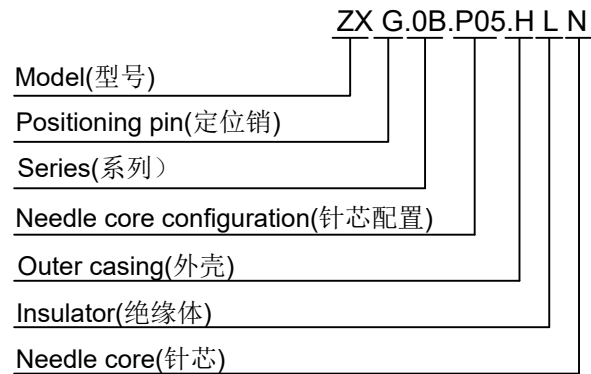 ZX G.0B.P05.H L N
Model(型号)
Positioning pin(定位销)
Series(系列）
Needle core configuration(针芯配置)
Outer casing(外壳)
Insulator(绝缘体)
Needle core(针芯)